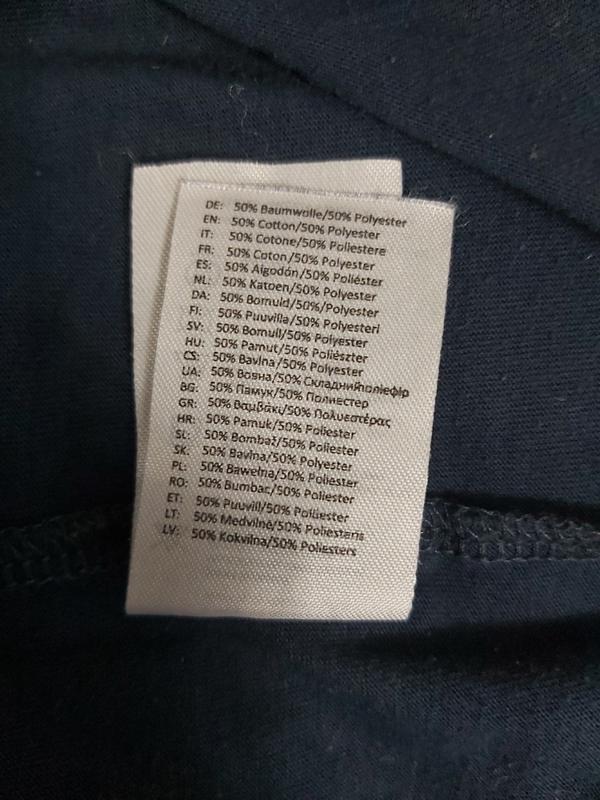 DE: 50% Baumwolle/50% Polyester
EN: 50% Cotton/50% Polyester
IT: 50% Cotone/50% Poliestere
FR: 50% Coton/50% Polyester
ES: 50% Algodón/50% Poliéster
NL: 50% Katoen/50% Polyester
DA: 50% Bomuld/50%/Polyester
FI: 50% Puuvilla/50% Polyesteri
SV: 50% Bomull/50% Polyester
HU: 50% Pamut/50% Poliészter
CS: 50% Bavlna/50% Polyester
UA: 50% Вовна/50% Складнийполіефір
BG: 50% Памук/50% Полиестер
GR: 50% Βαμβάκι/50% Πολυεστέρας
HR: 50% Pamuk/50% Poliester
SL: 50% Bombaž/50% Poliester
SK: 50% Bavlna/50% Polyester
PL: 50% Bawełna/50% Poliester
RO: 50% Bumbac/50% Poliester
ET: 50% Puuvill/50% Polüester
LT: 50% Medvilnė/50% Poliesteris
LV: 50% Kokvilna/50% Poliesters